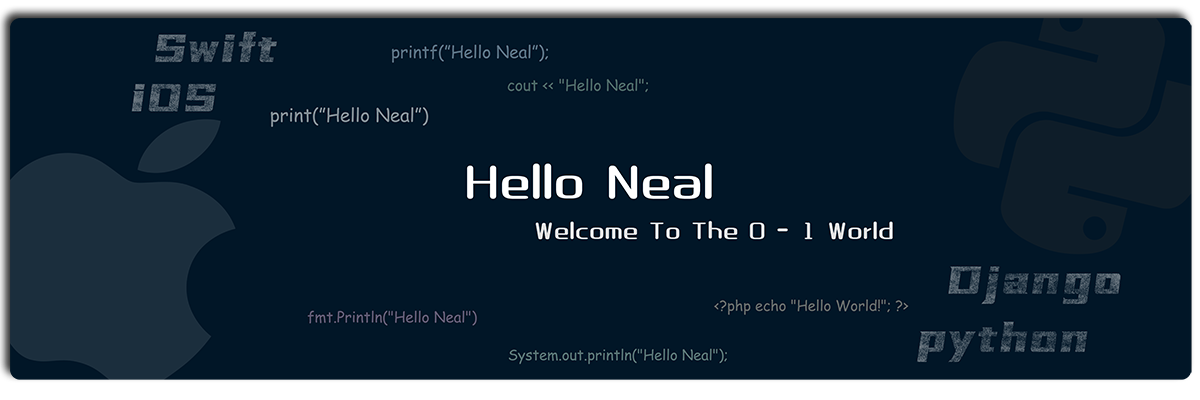 Swift
printf(”Hello Neal”);
iOS
cout << "Hello Neal";
print(”Hello Neal”)
Hello Neal
Welcome To The 0 - 1 World
Django
<?php echo "Hello World!"; ?>
fmt.Println("Hello Neal")
python
System.out.println("Hello Neal");